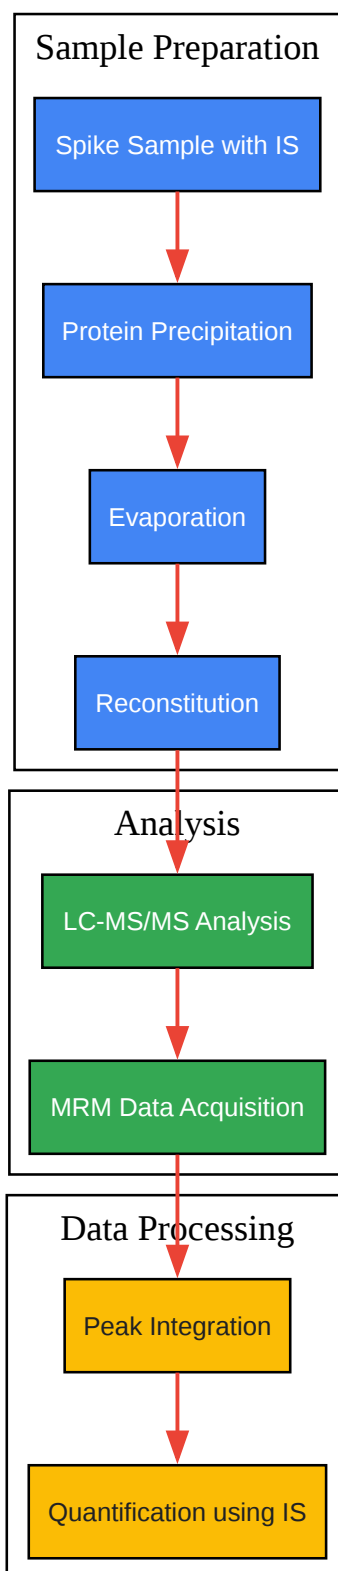 Sample Preparation
Spike Sample with IS
Protein Precipitation
Evaporation
Reconstitution
Analysis
LC-MS/MS Analysis
MRM Data Acquisition
Data Processing
Peak Integration
Quantification using IS